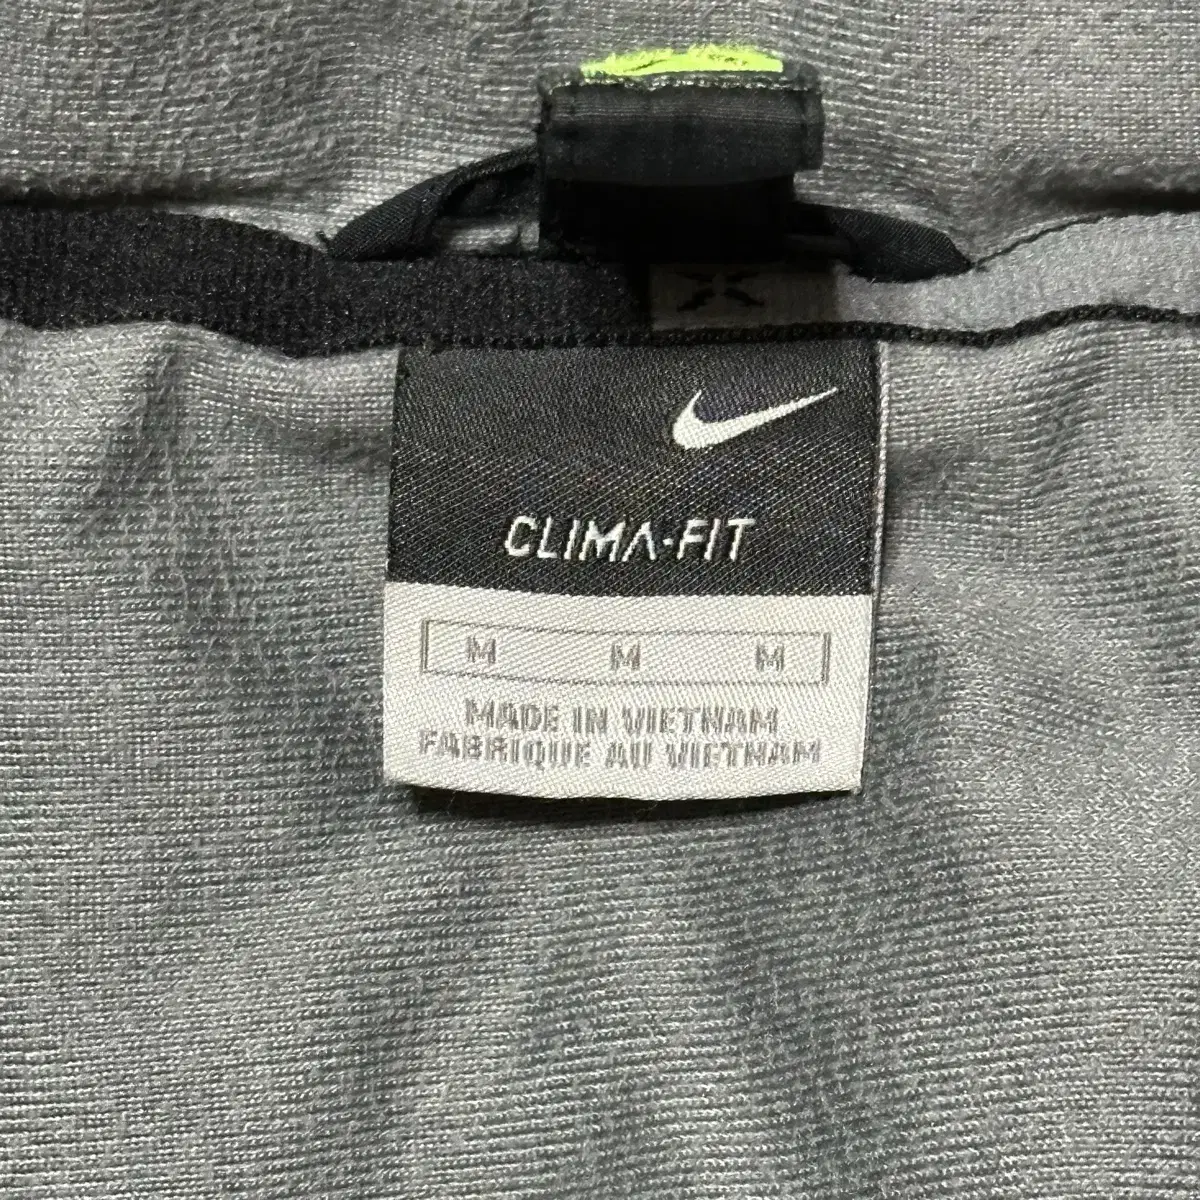 CLIMA-FIT
M M M
MADE IN VIETNAM
FABRIQUE AU VIETNAM